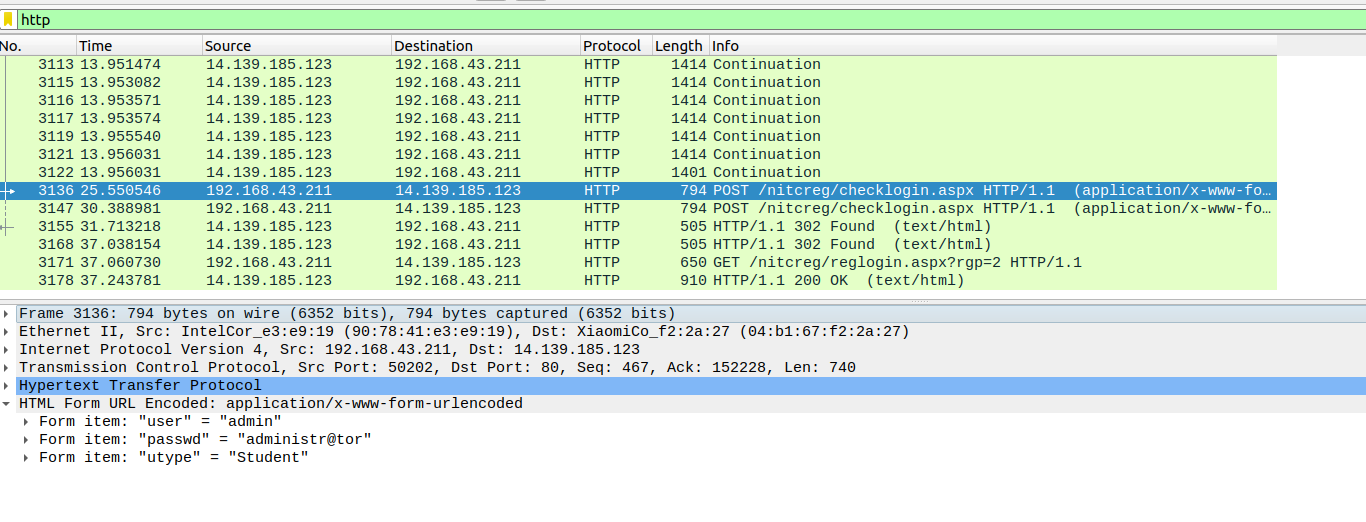 http
No. Time Source Destination Protocol Length Info
3113 13.951474 14.139.185.123 192.168.43.211 HTTP 1414 Continuation
3115 13.953082 14.139.185.123 192.168.43.211 HTTP 1414 Continuation
3116 13.953571 14.139.185.123 192.168.43.211 HTTP 1414 Continuation
3117 13.953574 14.139.185.123 192.168.43.211 HTTP 1414 Continuation
3119 13.955540 14.139.185.123 192.168.43.211 HTTP 1414 Continuation
3121 13.956031 14.139.185.123 192.168.43.211 HTTP 1414 Continuation
3122 13.956031 14.139.185.123 192.168.43.211 HTTP 1401 Continuation
3136 25.550546 192.168.43.211 14.139.185.123 HTTP 794 POST /nitcreg/checklogin.aspx HTTP/1.1 (application/x-www-fo…
3147 30.388981 192.168.43.211 14.139.185.123 HTTP 794 POST /nitcreg/checklogin.aspx HTTP/1.1 (application/x-www-fo…
3155 31.713218 14.139.185.123 192.168.43.211 HTTP 505 HTTP/1.1 302 Found (text/html)
3168 37.038154 14.139.185.123 192.168.43.211 HTTP 505 HTTP/1.1 302 Found (text/html)
3171 37.060730 192.168.43.211 14.139.185.123 HTTP 650 GET /nitcreg/reglogin.aspx?rgp=2 HTTP/1.1
3178 37.243781 14.139.185.123 192.168.43.211 HTTP 910 HTTP/1.1 200 OK (text/html)
Frame 3136: 794 bytes on wire (6352 bits), 794 bytes captured (6352 bits)
Ethernet II, Src: IntelCor_e3:e9:19 (90:78:41:e3:e9:19), Dst: XiaomiCo_f2:2a:27 (04:b1:67:f2:2a:27)
Internet Protocol Version 4, Src: 192.168.43.211, Dst: 14.139.185.123
Transmission Control Protocol, Src Port: 50202, Dst Port: 80, Seq: 467, Ack: 152228, Len: 740
Hypertext Transfer Protocol
HTML Form URL Encoded: application/x-www-form-urlencoded
Form item: "user" = "admin"
Form item: "passwd" = "administr@tor"
Form item: "utype" = "Student"